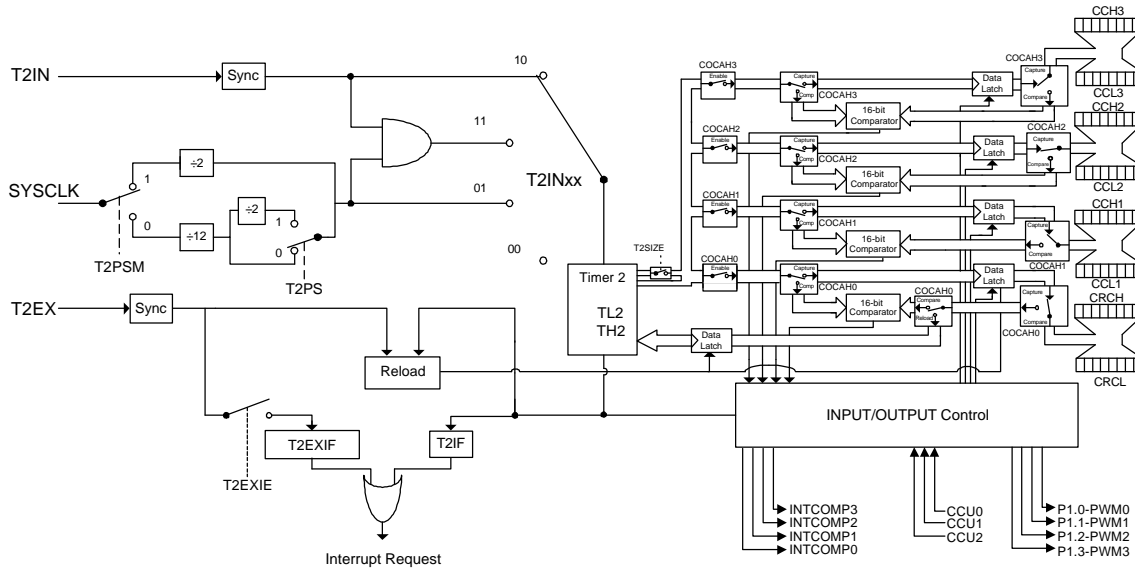 CCH3
T2IN
Sync
10
COCAH3
Enable
Capture
Comp
COCAH3
16-bit
Comparator
Data
Latch
COCAH3
Capture
Compare
CCL3
CCH2
11
COCAH2
Enable
Capture
Comp
COCAH2
16-bit
Comparator
Data
Latch
COCAH2
Capture
Compare
CCL2
÷2
1
SYSCLK
0
÷12
÷2
1
0
T2PSM
T2PS
01
T2INxx
00
COCAH1
Enable
Capture
Comp
COCAH1
16-bit
Comparator
Data
Latch
CCH1
Capture
Compare
COCAH1
CCL1
T2SIZE
COCAH0
Enable
Capture
Comp
COCAH0
16-bit
Comparator
Data
Latch
COCAH0
Compare
Reload
Capture
Compare
COCAH0
CRCH
CRCL
Timer 2
TL2
TH2
Data
Latch
T2EX
Sync
Reload
T2EXIF
T2IF
T2EXIE
Interrupt Request
INPUT/OUTPUT Control
INTCOMP3
INTCOMP2
INTCOMP1
INTCOMP0
CCU0
CCU1
CCU2
P1.0-PWM0
P1.1-PWM1
P1.2-PWM2
P1.3-PWM3